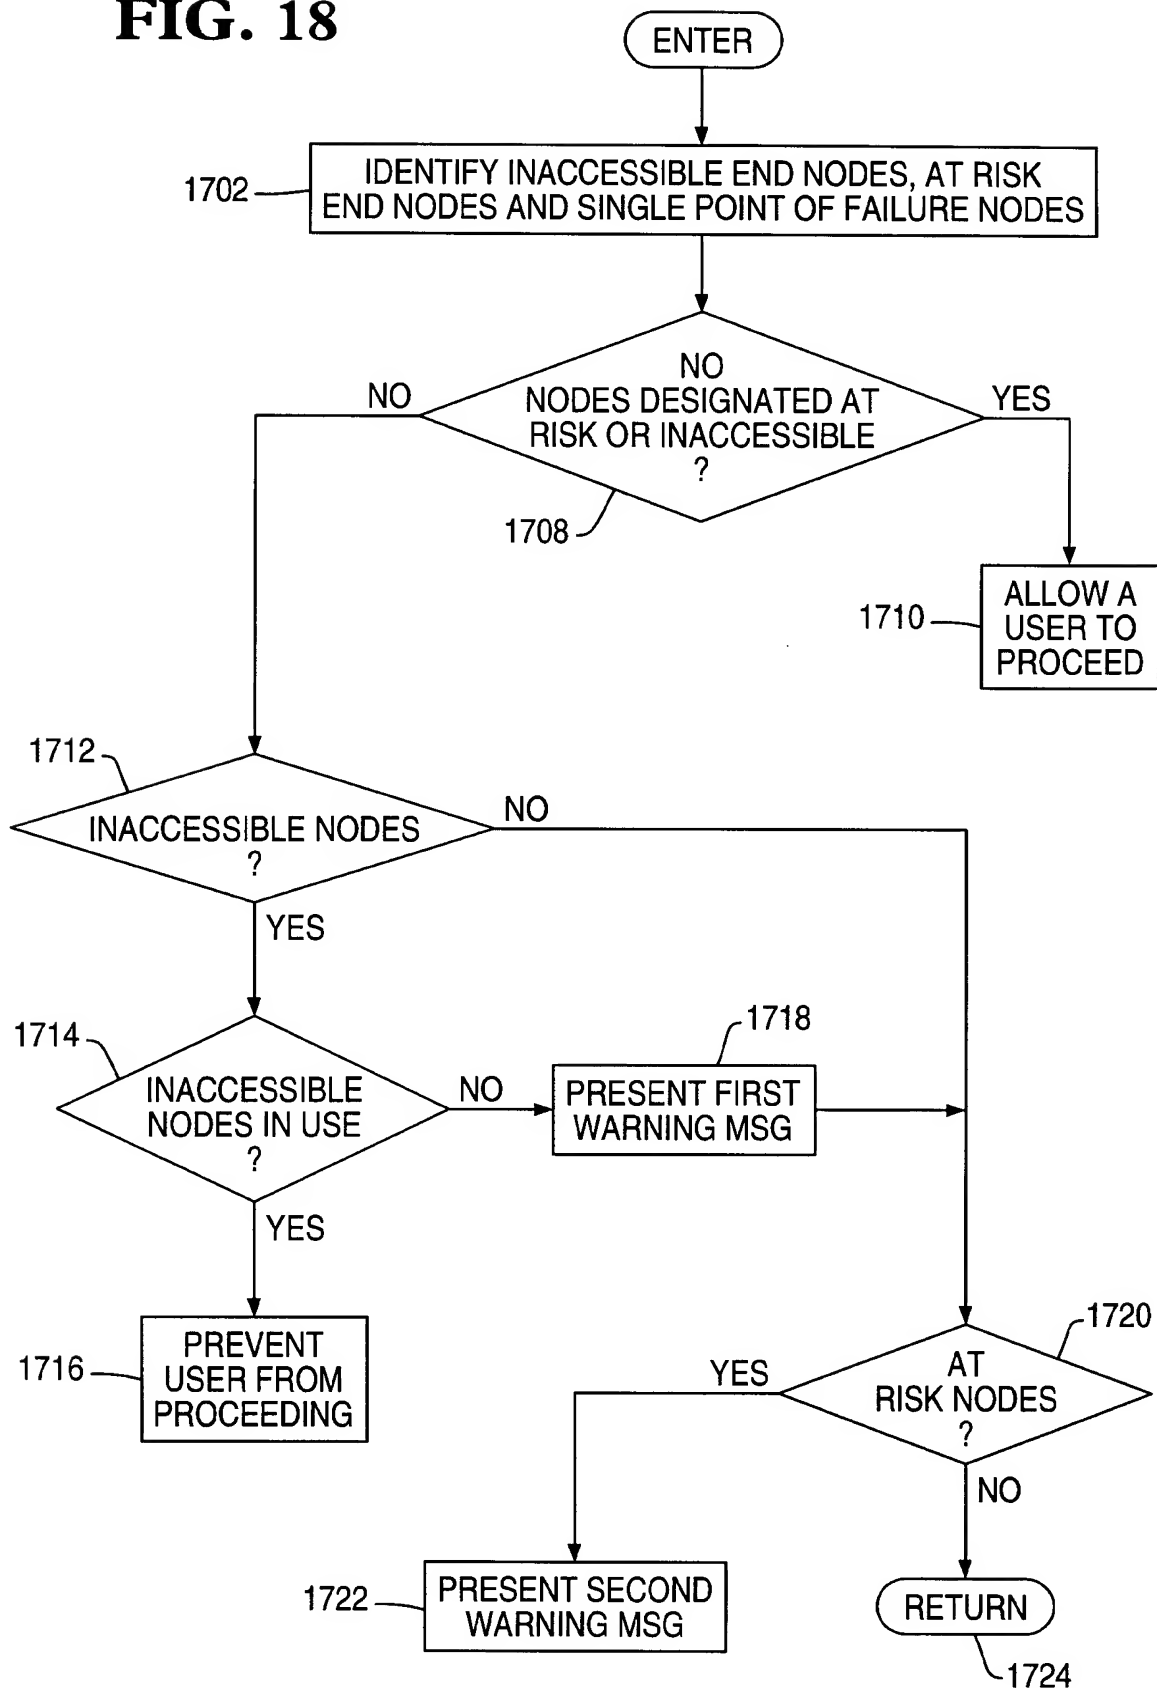 FIG. 18
ENTER
1702
IDENTIFY INACCESSIBLE END NODES, AT RISK
END NODES AND SINGLE POINT OF FAILURE NODES
NO
NODES DESIGNATED AT
RISK OR INACCESSIBLE
?
NO
YES
1708
1710
ALLOW A
USER TO
PROCEED
1712
INACCESSIBLE NODES
?
NO
YES
1714
INACCESSIBLE
NODES IN USE
?
NO
1718
PRESENT FIRST
WARNING MSG
YES
1716
PREVENT
USER FROM
PROCEEDING
1720
AT
RISK NODES
?
YES
NO
1722
PRESENT SECOND
WARNING MSG
RETURN
1724